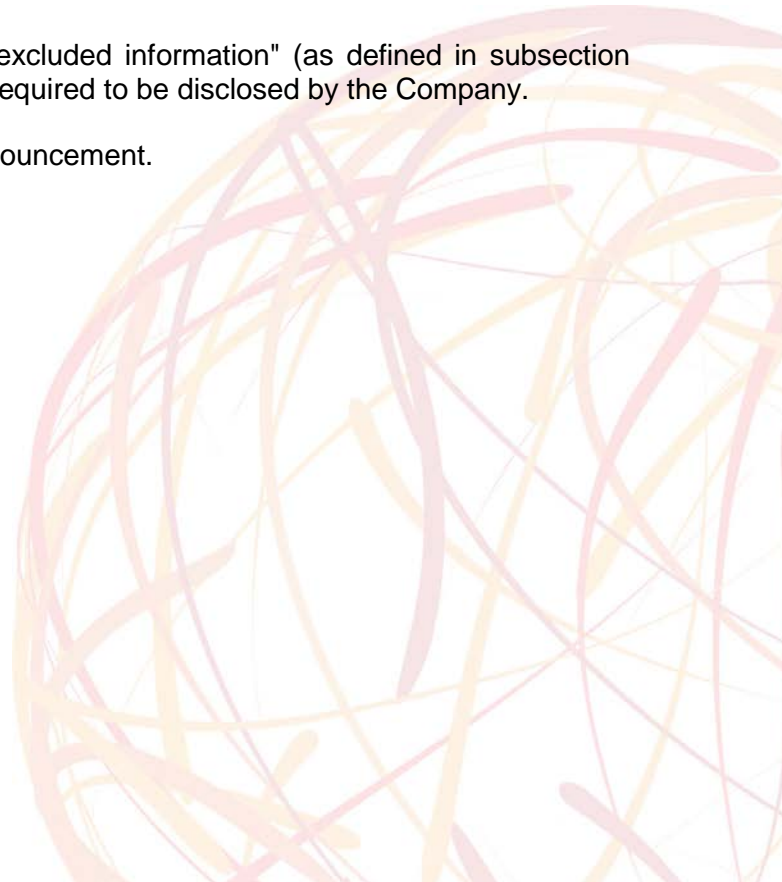 excluded information" (as defined in subsection
equired to be disclosed by the Company.
ouncement.